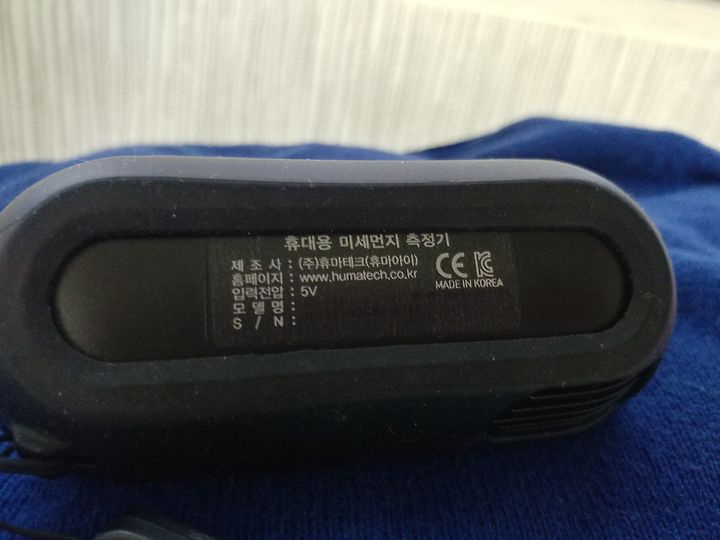 휴대용 미세먼지 측정기
제 조 사 : (주)휴마테크(휴마아이)
홈페이지 : www.humatech.co.kr
입력전압 : 5V
모 델 명 :
S / N :
CE
MADE IN KOREA